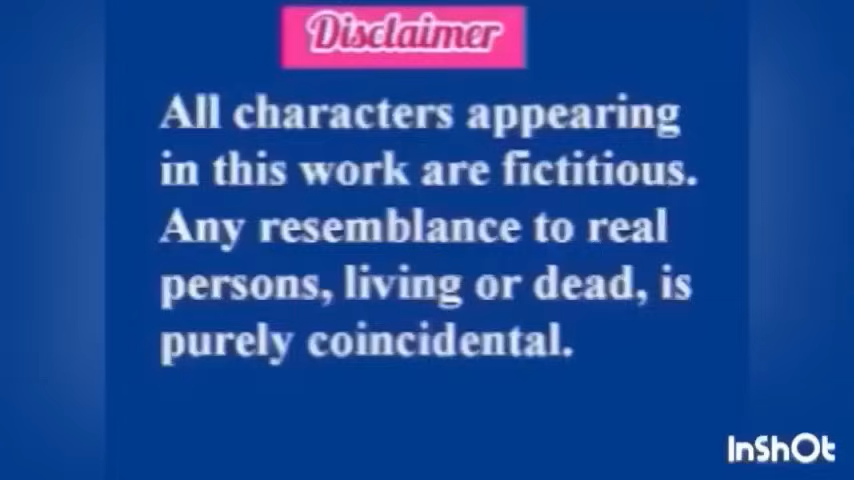 Disclaimer
All characters appearing
in this work are fictitious.
Any resemblance to real
persons, living or dead, is
purely coincidental.
InShOt